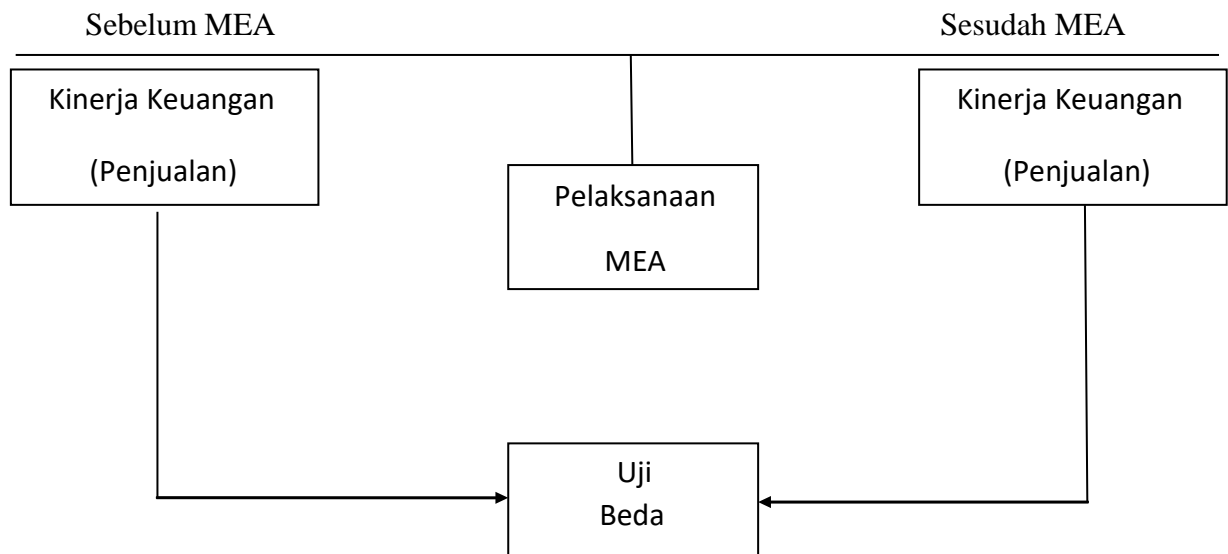 Sebelum MEA
Sesudah MEA
Kinerja Keuangan
(Penjualan)
Kinerja Keuangan
(Penjualan)
Pelaksanaan
MEA
Uji
Beda